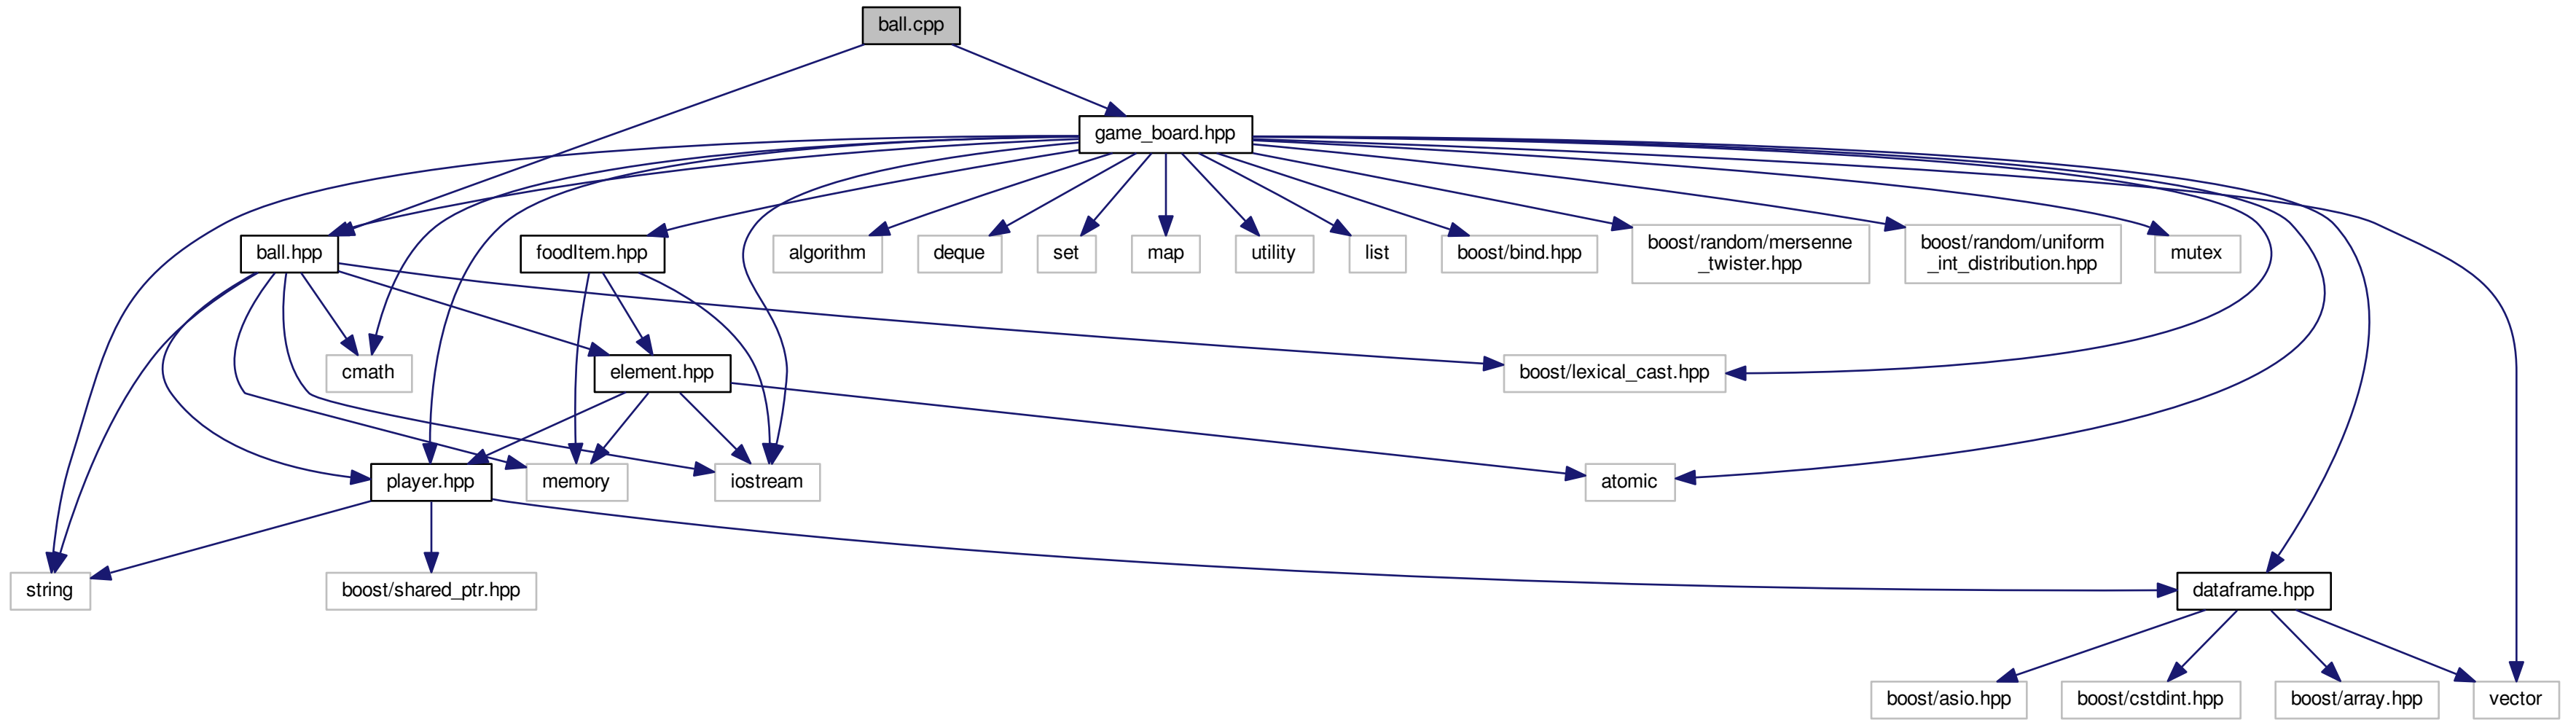 ball.cpp
game_board.hpp
ball.hpp
foodItem.hpp
algorithm
deque
set
map
utility
list
boost/bind.hpp
boost/random/mersenne
_twister.hpp
boost/random/uniform
_int_distribution.hpp
mutex
cmath
element.hpp
boost/lexical_cast.hpp
player.hpp
memory
iostream
atomic
string
boost/shared_ptr.hpp
dataframe.hpp
boost/asio.hpp
boost/cstdint.hpp
boost/array.hpp
vector